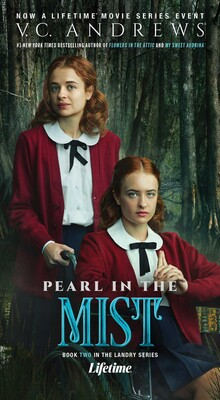 NOW A LIFETIME MOVIE SERIES EVENT
V.C. ANDREWS
#1 NEW YORK TIMES BESTSELLING AUTHOR OF FLOWERS IN THE ATTIC AND MY SWEET AUDRINA
PEARL IN THE
MIST
BOOK TWO IN THE LANDRY SERIES
Lifetime